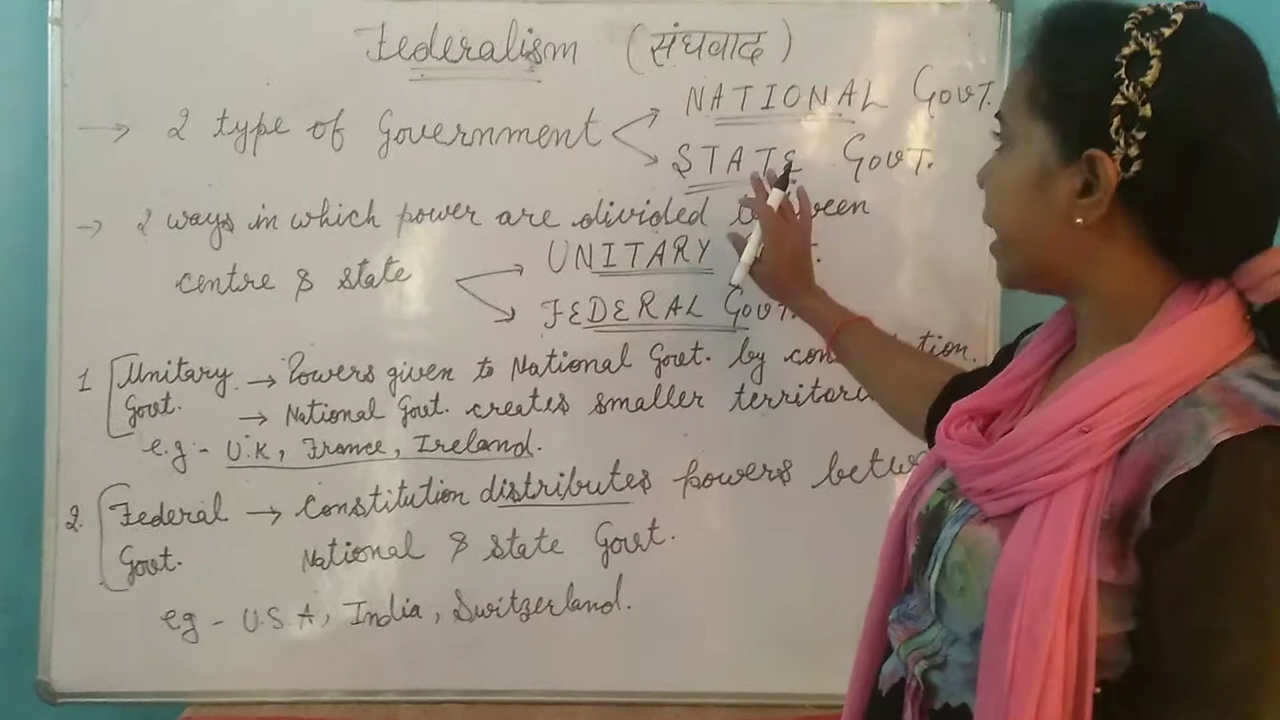 Federalism (संघवाद)
→ 2 type of Government
NATIONAL Govt.
STATE Govt.
→ 2 ways in which power are divided
centre & state
UNITARY
FEDERAL Govt.
1 Unitary Govt. → Powers given to National Govt. by
→ National Govt. creates smaller
e.g - U.K, France, Ireland.
2. Federal Govt. → Constitution distributes powers
National & state Govt.
eg - U.S.A, India, Switzerland.